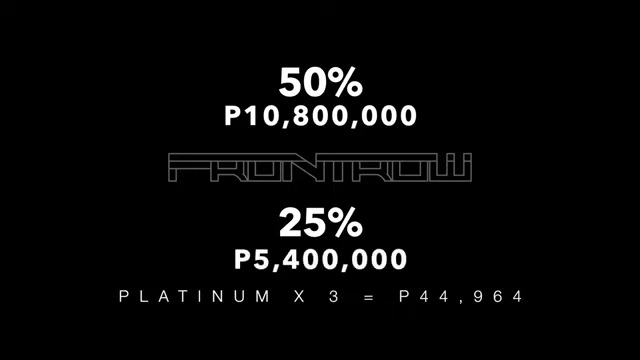 50%
P10,800,000
FRONTROW
25%
P5,400,000
PLATINUM X 3 = P44,964